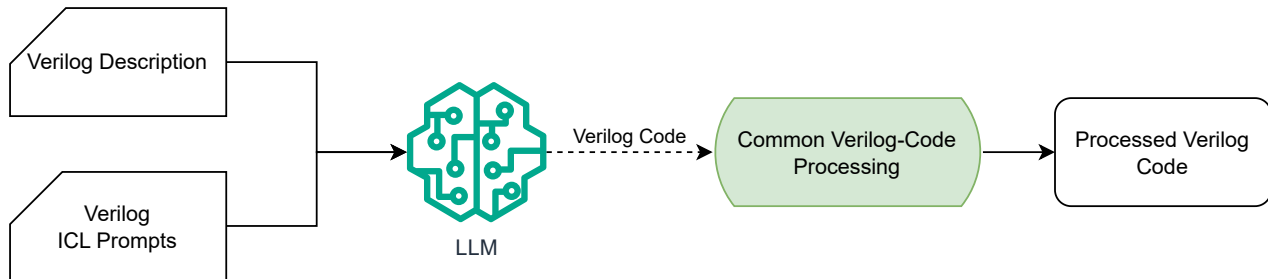 Verilog Description
Verilog
ICL Prompts
LLM
Verilog Code
Common Verilog-Code
Processing
Processed Verilog
Code